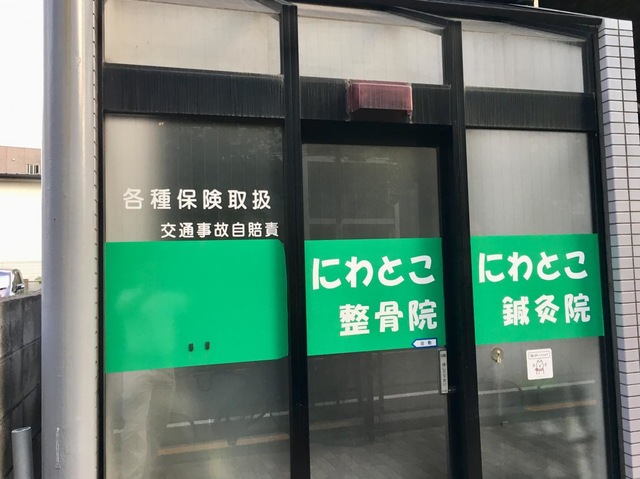 各種保険取扱
交通事故自賠責
にわとこ
整骨院
にわとこ
鍼灸院